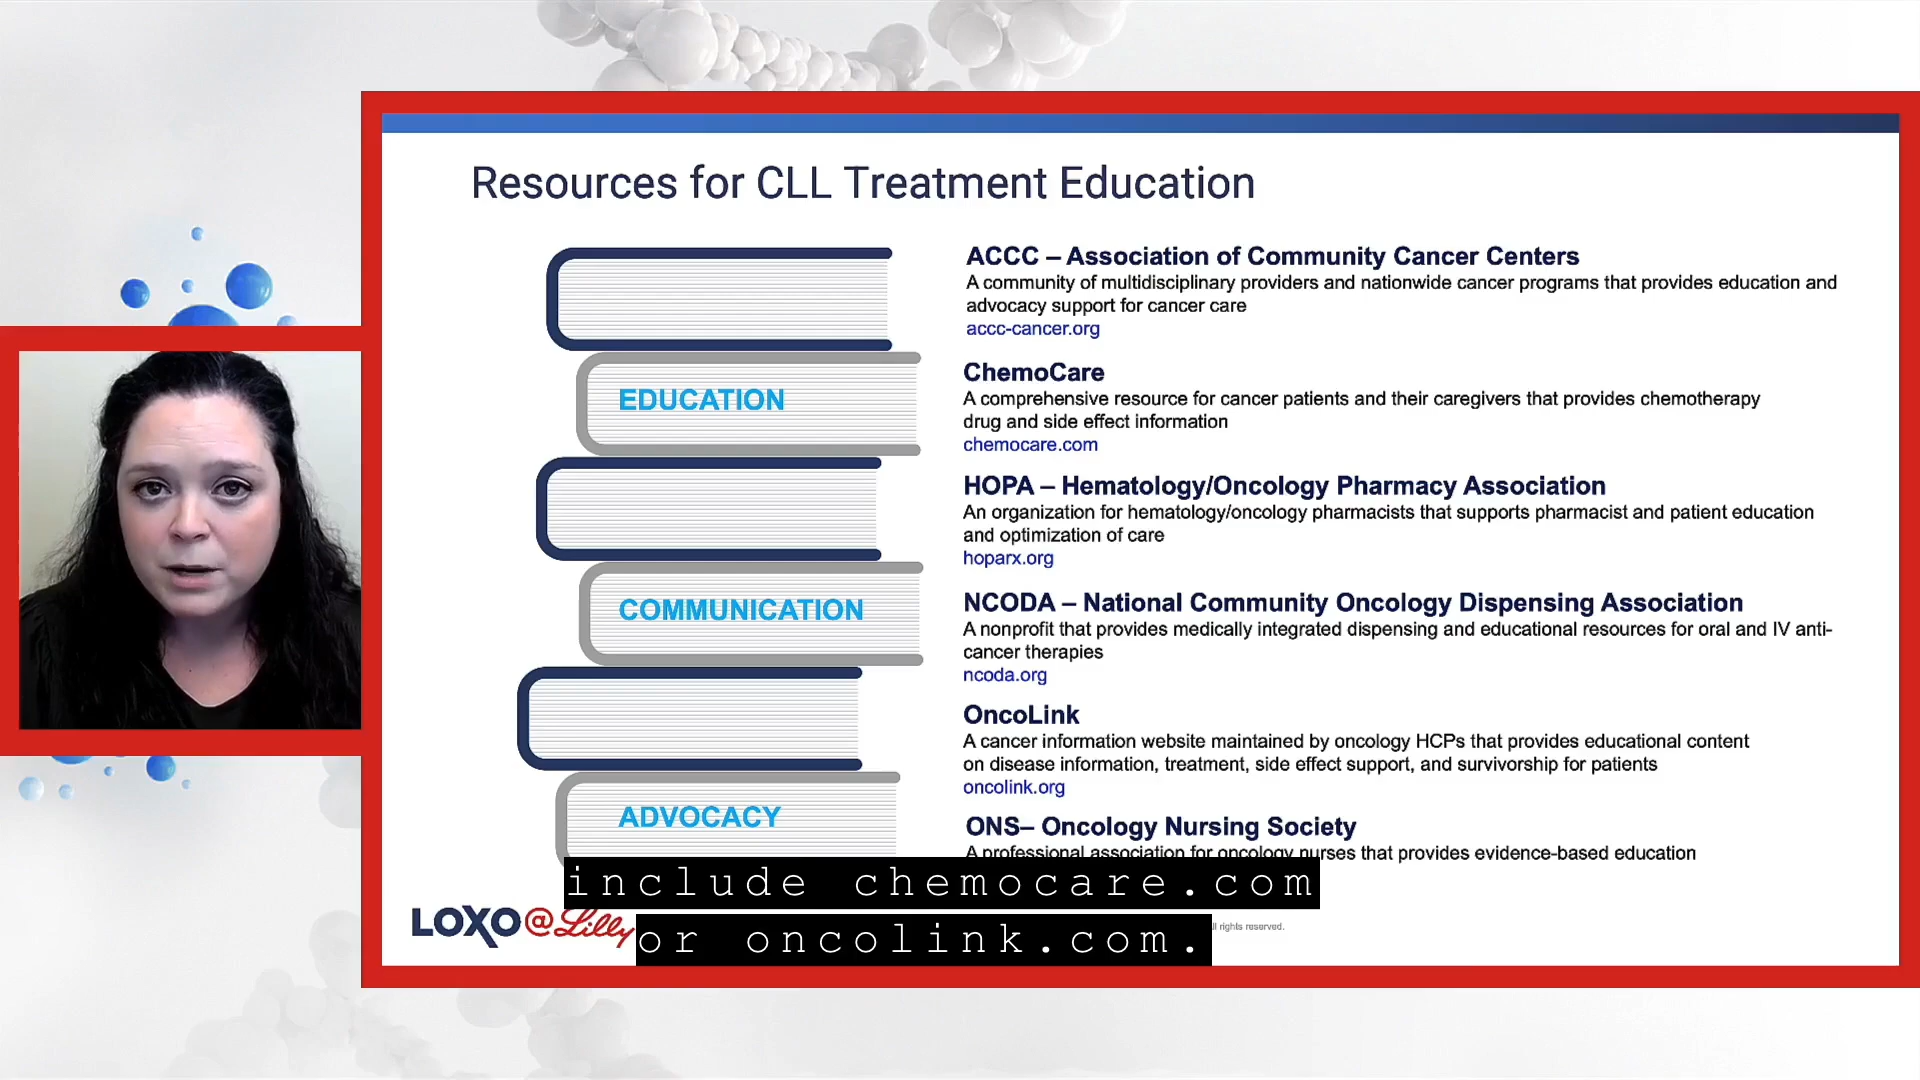 Resources for CLL Treatment Education
EDUCATION
COMMUNICATION
ADVOCACY
ACCC – Association of Community Cancer Centers
A community of multidisciplinary providers and nationwide cancer programs that provides education and
advocacy support for cancer care
accc-cancer.org
ChemoCare
A comprehensive resource for cancer patients and their caregivers that provides chemotherapy
drug and side effect information
chemocare.com
HOPA – Hematology/Oncology Pharmacy Association
An organization for hematology/oncology pharmacists that supports pharmacist and patient education
and optimization of care
hoparx.org
NCODA – National Community Oncology Dispensing Association
A nonprofit that provides medically integrated dispensing and educational resources for oral and IV anti-
cancer therapies
ncoda.org
OncoLink
A cancer information website maintained by oncology HCPs that provides educational content
on disease information, treatment, side effect support, and survivorship for patients
oncolink.org
ONS– Oncology Nursing Society
A professional association for oncology nurses that provides evidence-based education
include chemocare.com
or oncolink.com.
LOXO@Lilly
ll rights reserved.